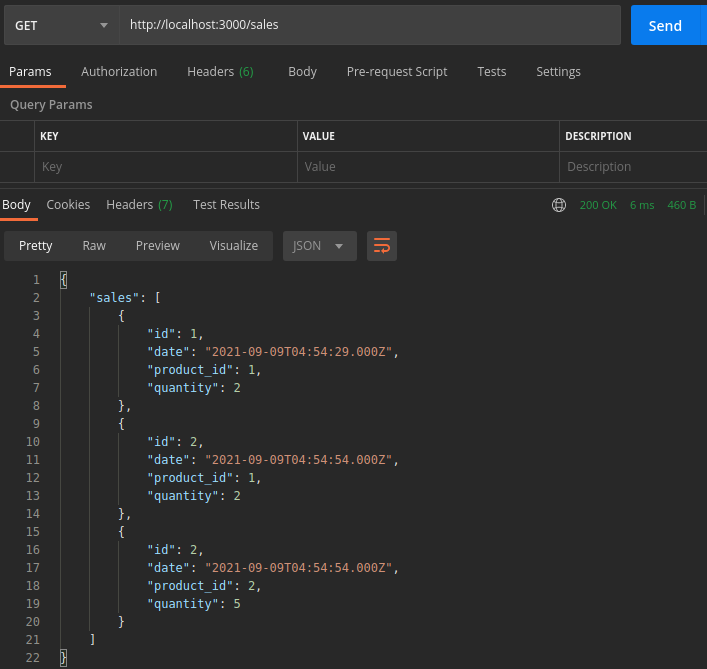 GET http://localhost:3000/sales Send
Params Authorization Headers (6) Body Pre-request Script Tests Settings
Query Params
KEY VALUE DESCRIPTION
Key Value Description
Body Cookies Headers (7) Test Results 200 OK 6 ms 460 B
Pretty Raw Preview Visualize JSON
1 {
2 "sales": [
3 {
4 "id": 1,
5 "date": "2021-09-09T04:54:29.000Z",
6 "product_id": 1,
7 "quantity": 2
8 },
9 {
10 "id": 2,
11 "date": "2021-09-09T04:54:54.000Z",
12 "product_id": 1,
13 "quantity": 2
14 },
15 {
16 "id": 2,
17 "date": "2021-09-09T04:54:54.000Z",
18 "product_id": 2,
19 "quantity": 5
20 }
21 ]
22 }